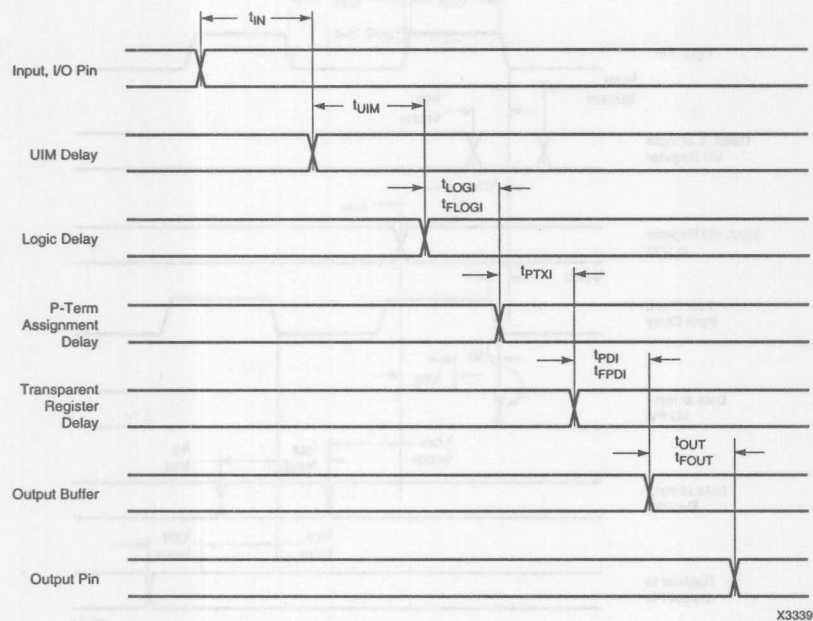 tIN
Input, I/O Pin
tUIM
UIM Delay
tLOGI
tFLOGI
Logic Delay
tPTXI
P-Term
Assignment
Delay
tPDI
tFPDI
Transparent
Register
Delay
tOUT
tFOUT
Output Buffer
Output Pin
X3339